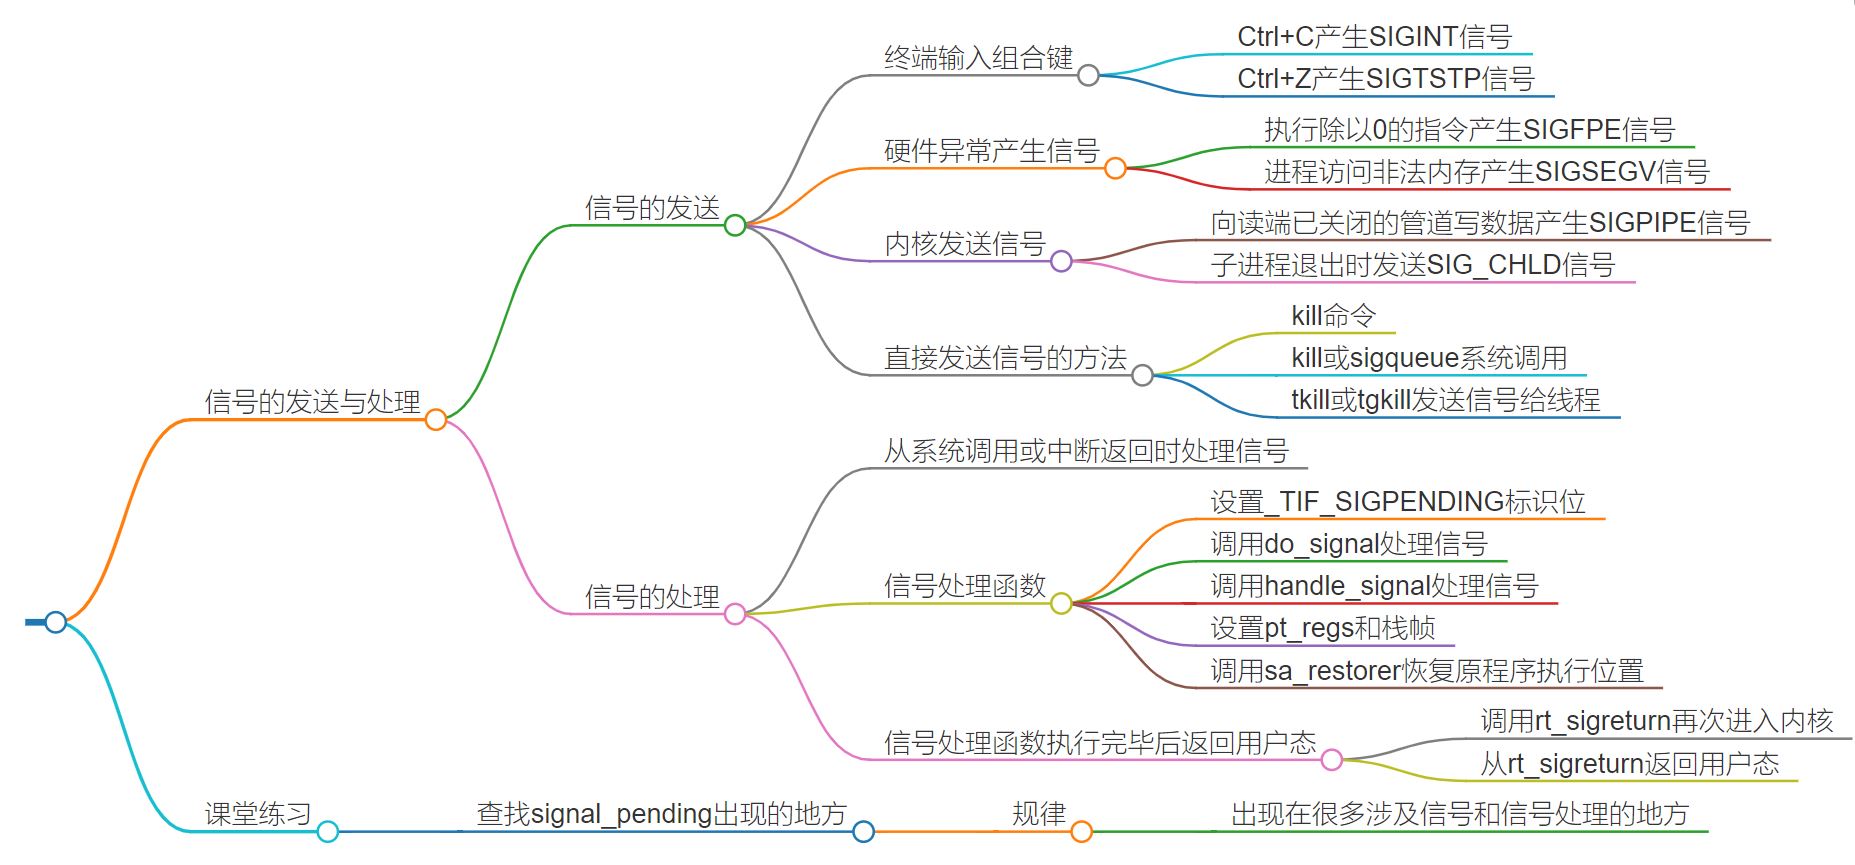 信号的发送与处理
信号的发送
终端输入组合键
Ctrl+C产生SIGINT信号
Ctrl+Z产生SIGTSTP信号
硬件异常产生信号
执行除以0的指令产生SIGFPE信号
进程访问非法内存产生SIGSEGV信号
内核发送信号
向读端已关闭的管道写数据产生SIGPIPE信号
子进程退出时发送SIG_CHLD信号
直接发送信号的方法
kill命令
kill或sigqueue系统调用
tkill或tgkill发送信号给线程
信号的处理
从系统调用或中断返回时处理信号
信号处理函数
设置_TIF_SIGPENDING标识位
调用do_signal处理信号
调用handle_signal处理信号
设置pt_regs和栈帧
调用sa_restorer恢复原程序执行位置
信号处理函数执行完毕后返回用户态
调用rt_sigreturn再次进入内核
从rt_sigreturn返回用户态
课堂练习
查找signal_pending出现的地方
规律
出现在很多涉及信号和信号处理的地方